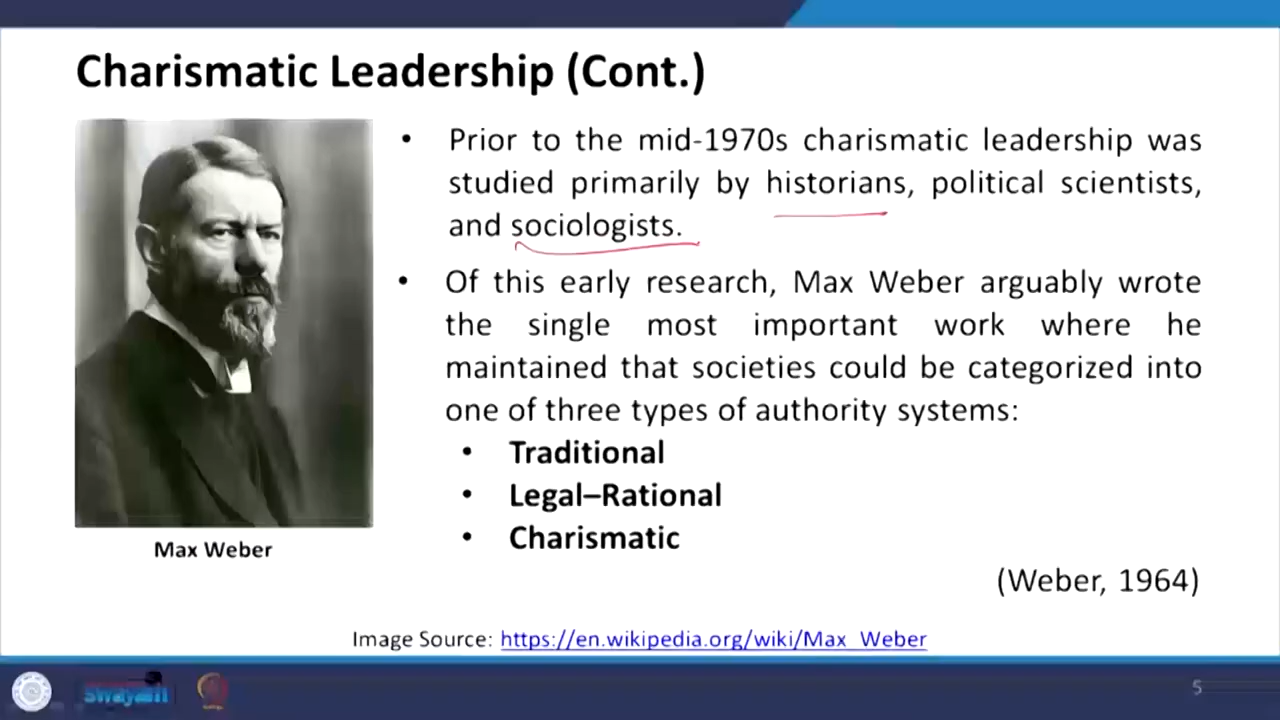 Charismatic Leadership (Cont.)
• Prior to the mid-1970s charismatic leadership was
studied primarily by historians, political scientists,
and sociologists.
• Of this early research, Max Weber arguably wrote
the single most important work where he
maintained that societies could be categorized into
one of three types of authority systems:
• Traditional
• Legal–Rational
• Charismatic
Max Weber
(Weber, 1964)
Image Source: https://en.wikipedia.org/wiki/Max_Weber
swayam
5